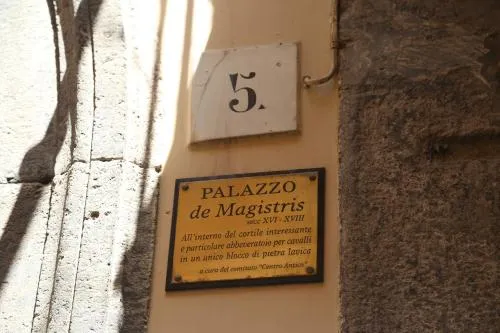 5.
PALAZZO
de Magistris
secc XVI - XVIII
All'interno del cortile interessante
e particolare abbeveratoio per cavalli
in un unico blocco di pietra lavica
a cura del comitato "Centro Antico"